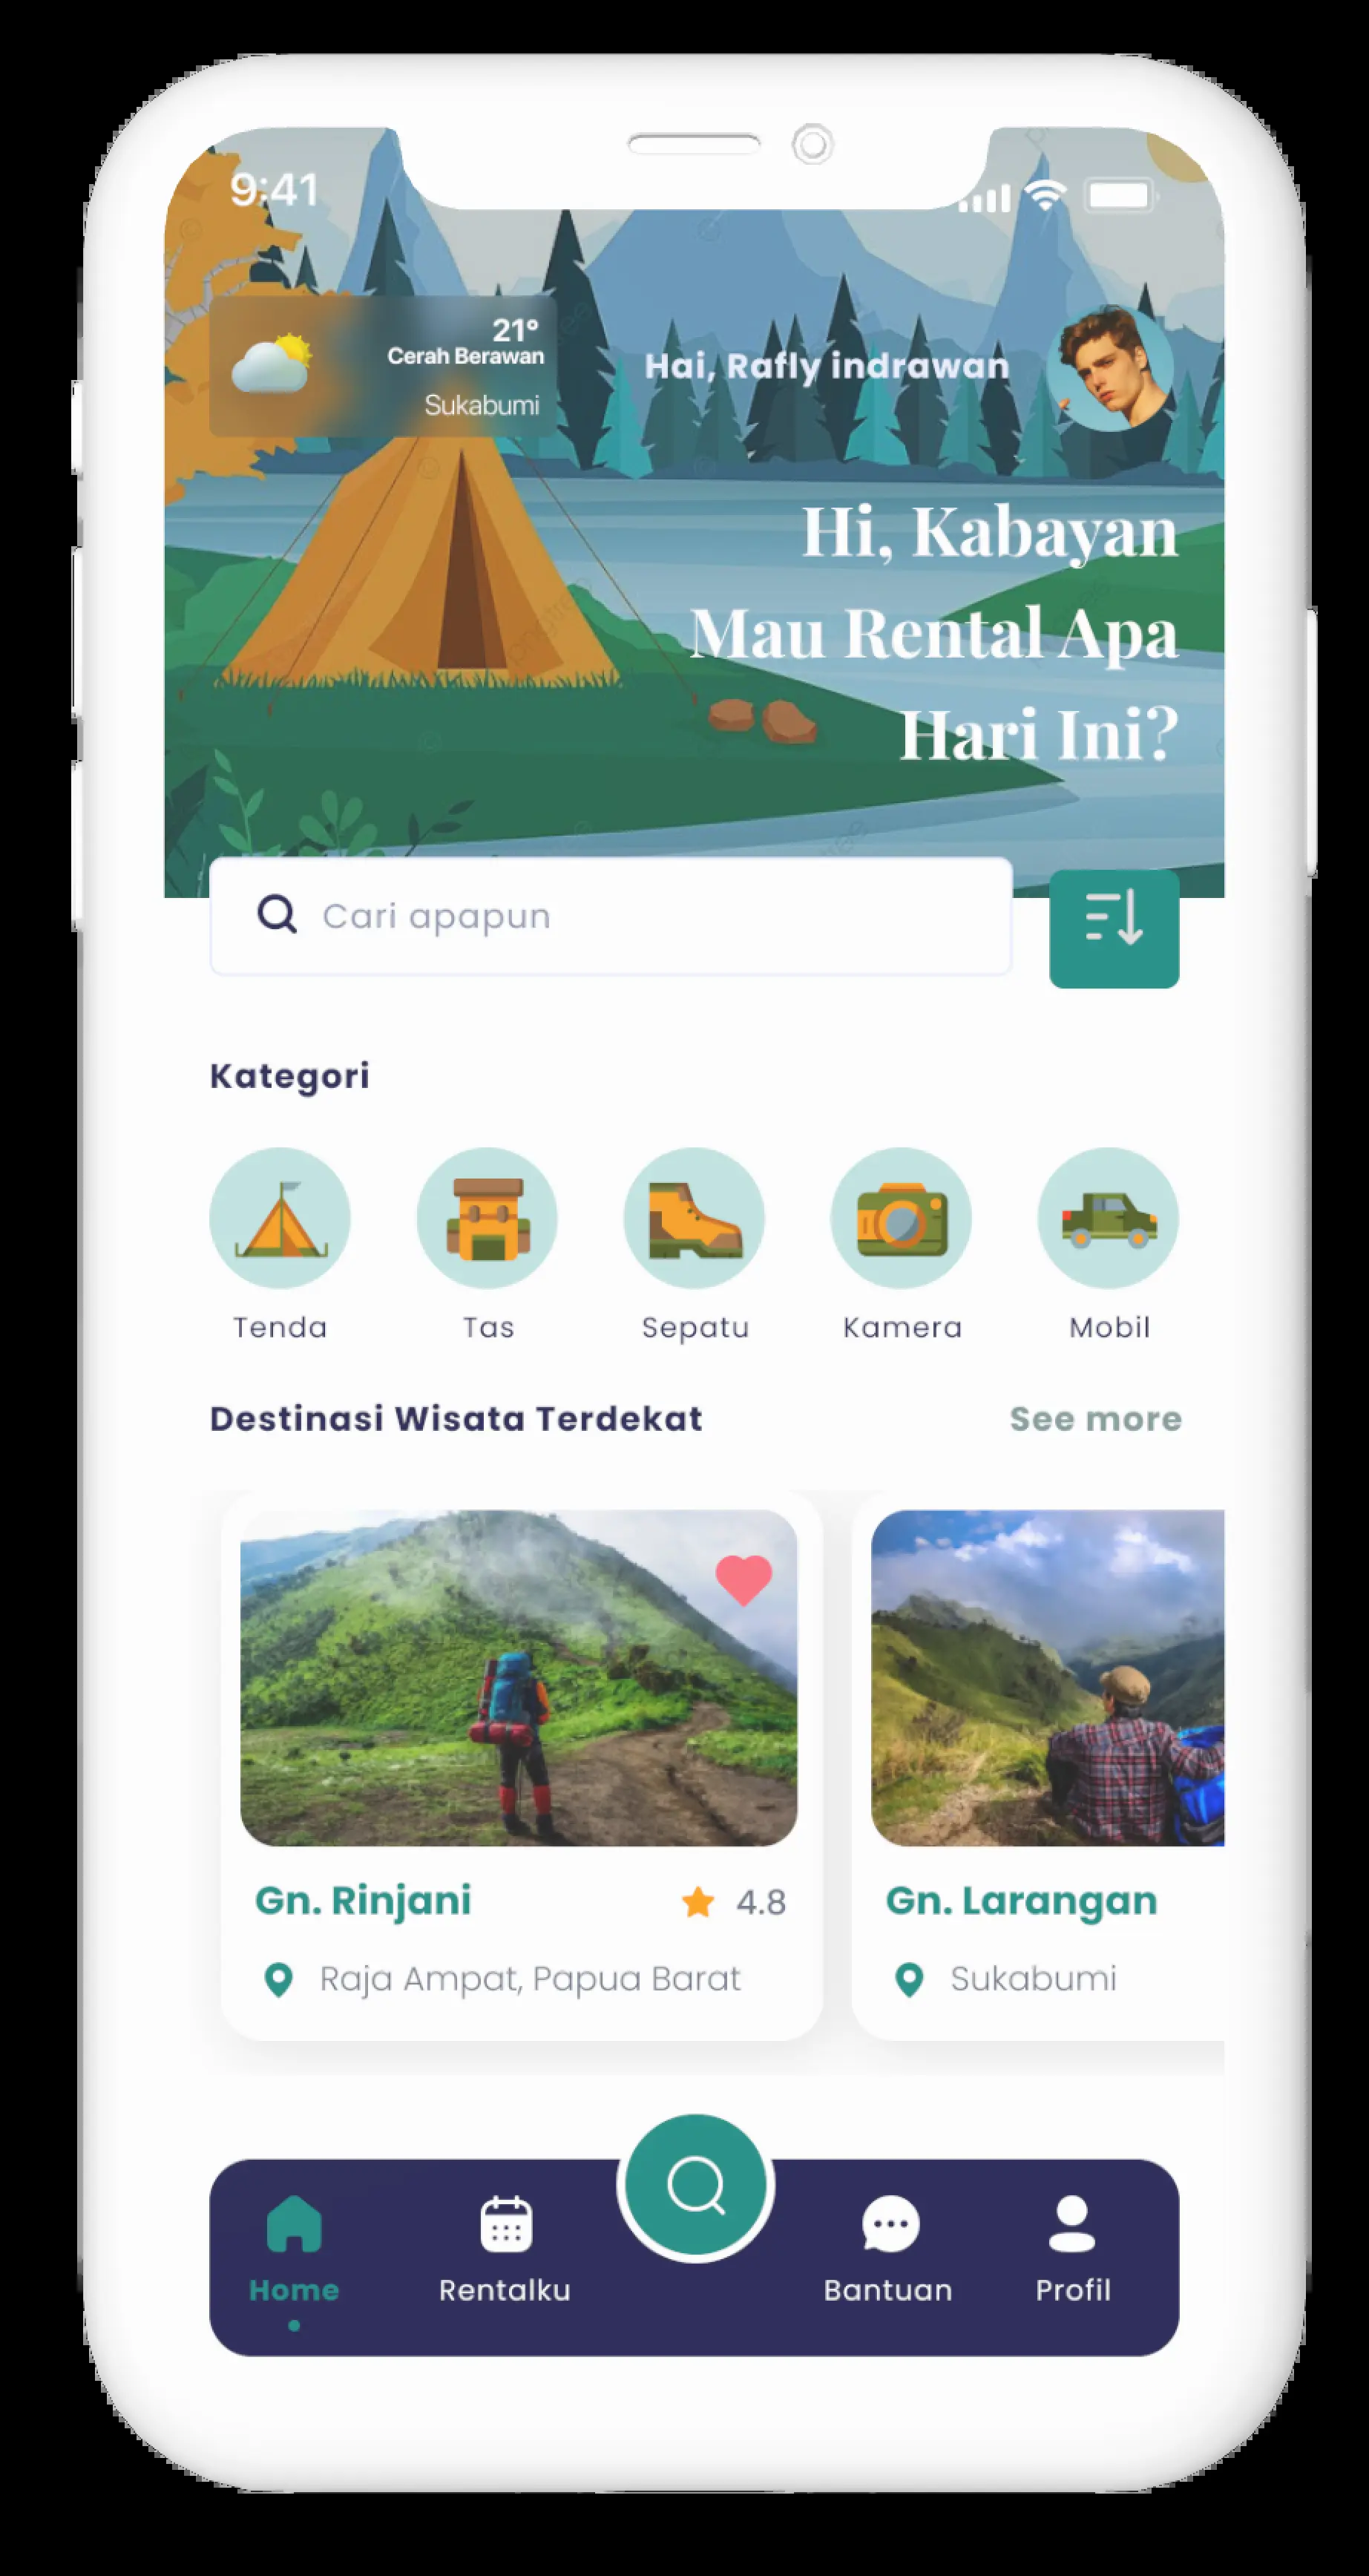 9:41
21°
Cerah Berawan
Sukabumi
Hai, Rafly indrawan
Hi, Kabayan
Mau Rental Apa
Hari Ini?
Cari apapun
Kategori
Tenda
Tas
Sepatu
Kamera
Mobil
Destinasi Wisata Terdekat
See more
Gn. Rinjani
4.8
Raja Ampat, Papua Barat
Gn. Larangan
Sukabumi
Home
Rentalku
Bantuan
Profil